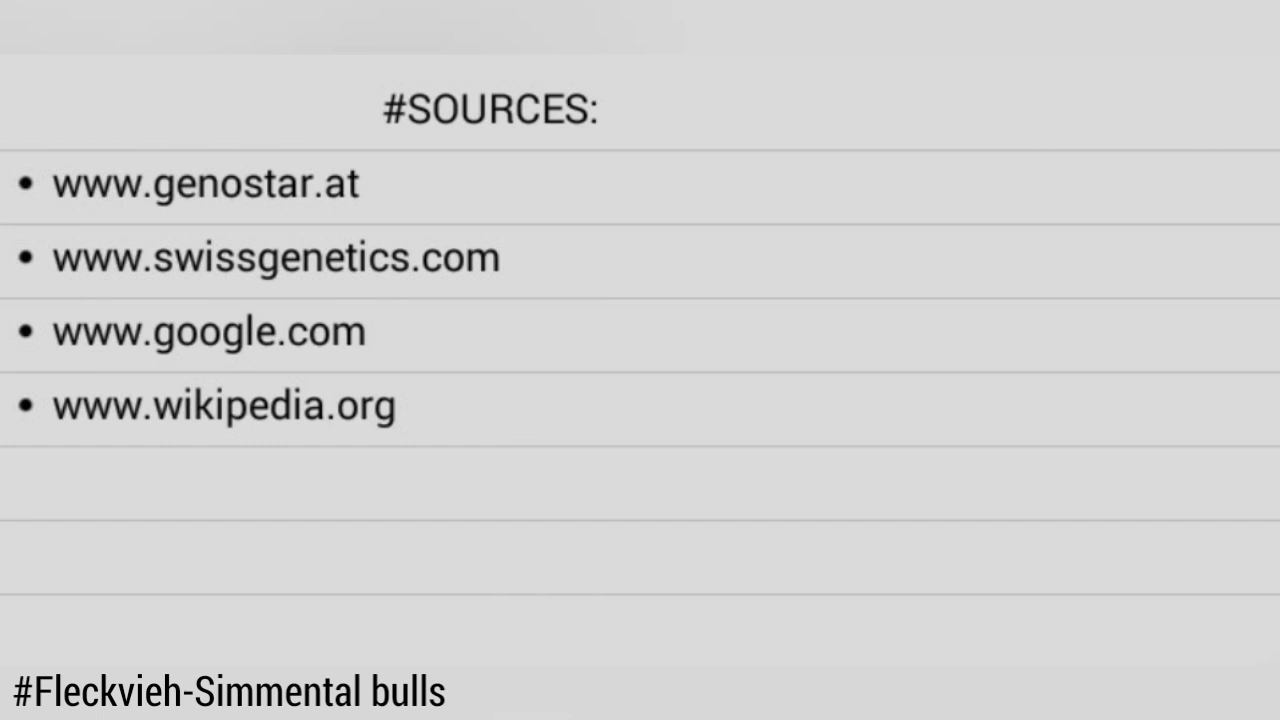 #SOURCES:
• www.genostar.at
• www.swissgenetics.com
• www.google.com
• www.wikipedia.org
#Fleckvieh-Simmental bulls